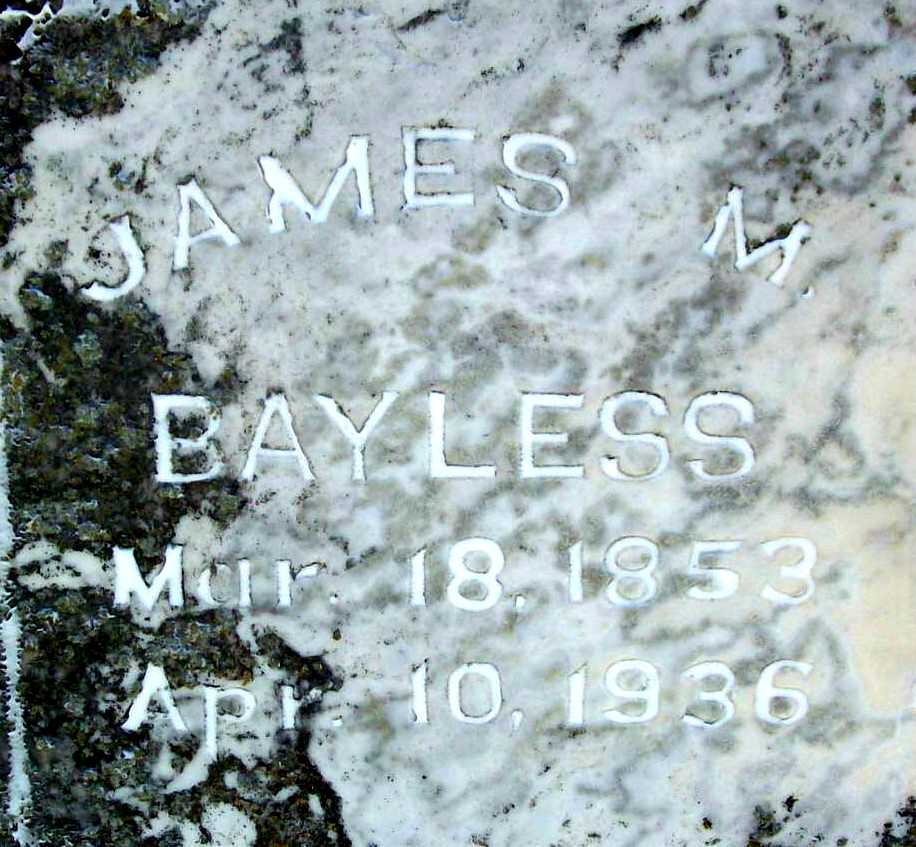 JAMES M.
BAYLESS
Mar. 18, 1853
Apr. 10, 1936